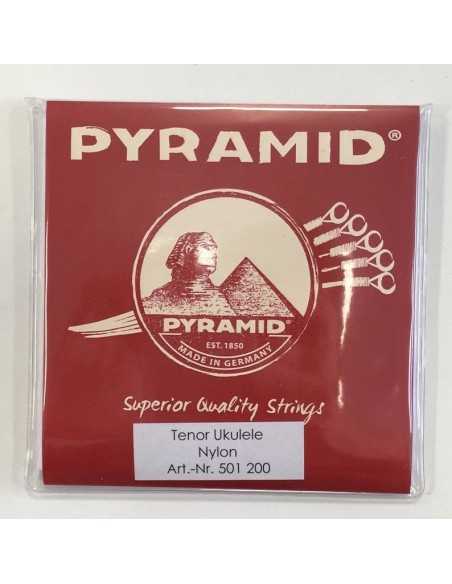 PYRAMID®
PYRAMID®
EST. 1850
MADE IN GERMANY
Superior Quality Strings
Tenor Ukulele
Nylon
Art.-Nr. 501 200